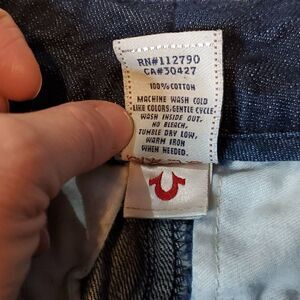 RN#112790
CA#30427
100% COTTON
MACHINE WASH COLD
LIKE COLORS, GENTLE CYCLE
WASH INSIDE OUT,
NO BLEACH,
TUMBLE DRY LOW,
WARM IRON
WHEN NEEDED.